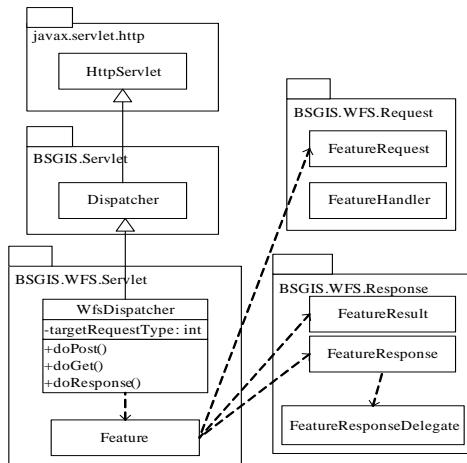 javax.servlet.http
HttpServlet
BSGIS.Servlet
Dispatcher
BSGIS.WFS.Servlet
WfsDispatcher
-targetRequestType: int
+doPost()
+doGet()
+doResponse()
Feature
BSGIS.WFS.Request
FeatureRequest
FeatureHandler
BSGIS.WFS.Response
FeatureResult
FeatureResponse
FeatureResponseDelegate